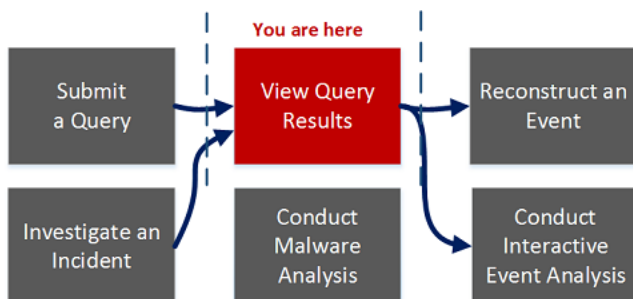 You are here
Submit
a Query
View Query
Results
Reconstruct an
Event
Investigate an
Incident
Conduct
Malware
Analysis
Conduct
Interactive
Event Analysis